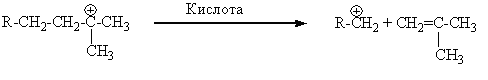 Кислота
R-CH₂-CH₂-C⊕-CH₃ R-CH₂⊕ + CH₂=C-CH₃
CH₃ CH₃